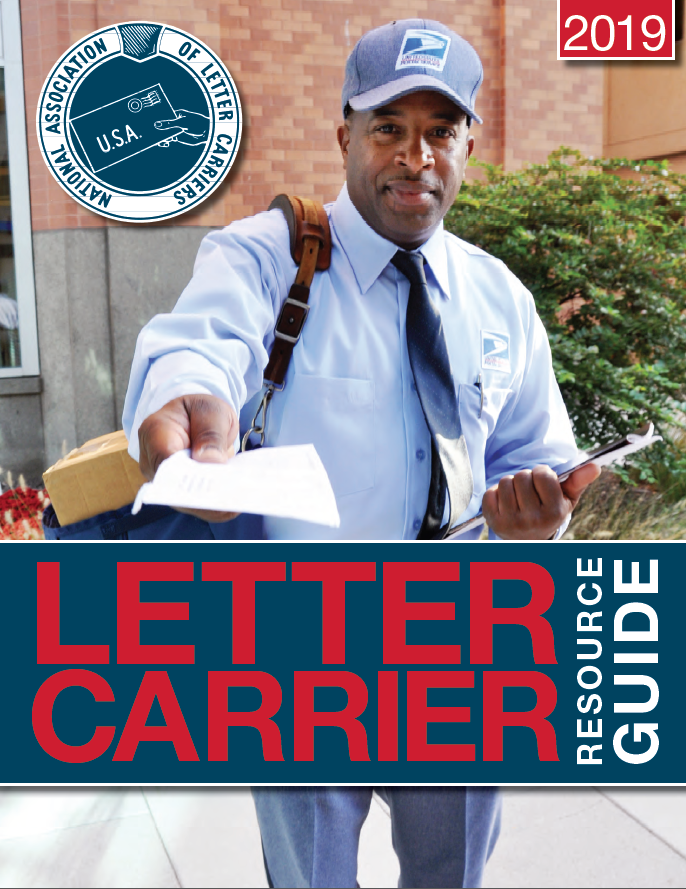 2019
NATIONAL ASSOCIATION OF LETTER CARRIERS
U.S.A.
LETTER
CARRIER
RESOURCE
GUIDE